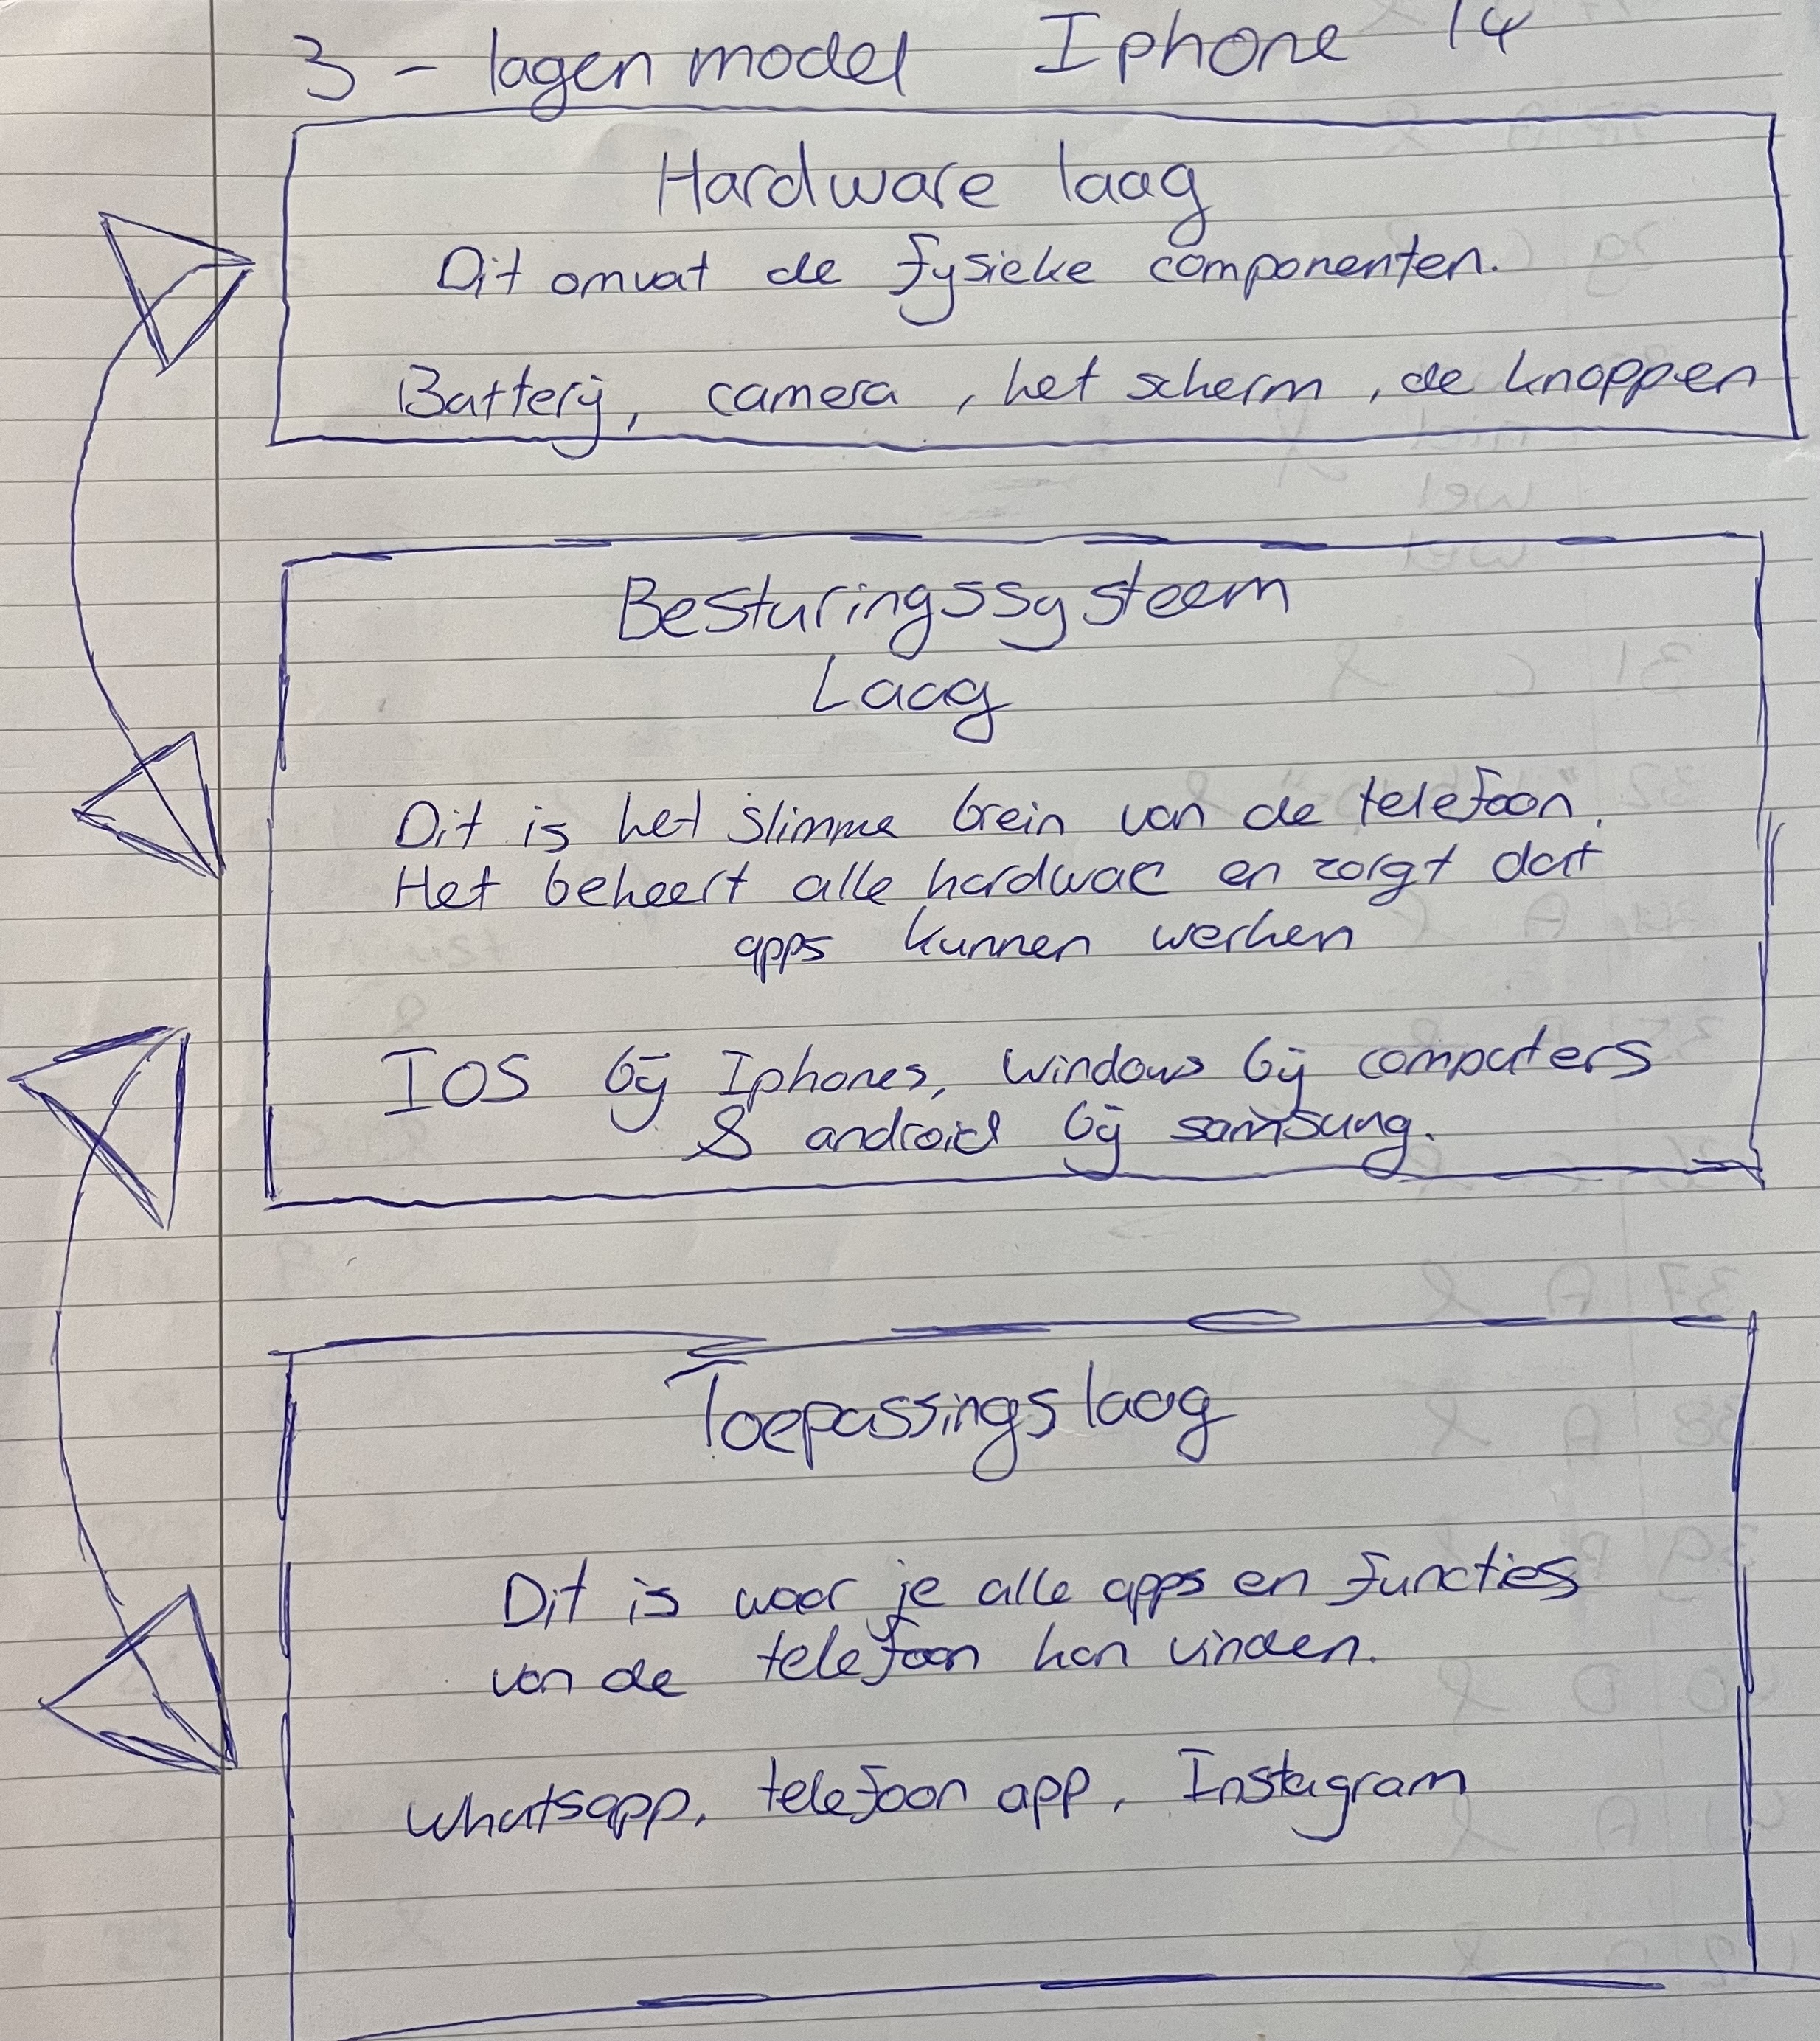 3 - lagen model Iphone 14
Hardware laag
Dit omvat de fysieke componenten.
Batterij, camera, het scherm, de knoppen
Besturingssysteem
Laag
Dit is het slimme brein van de telefoon.
Het beheert alle hardwae en zorgt dat
apps kunnen werken
IOS bij Iphones, windows bij computers
& android bij samsung.
Toepassingslaag
Dit is waar je alle apps en functies
van de telefoon kan vinden.
whatsapp, telefoon app, Instagram